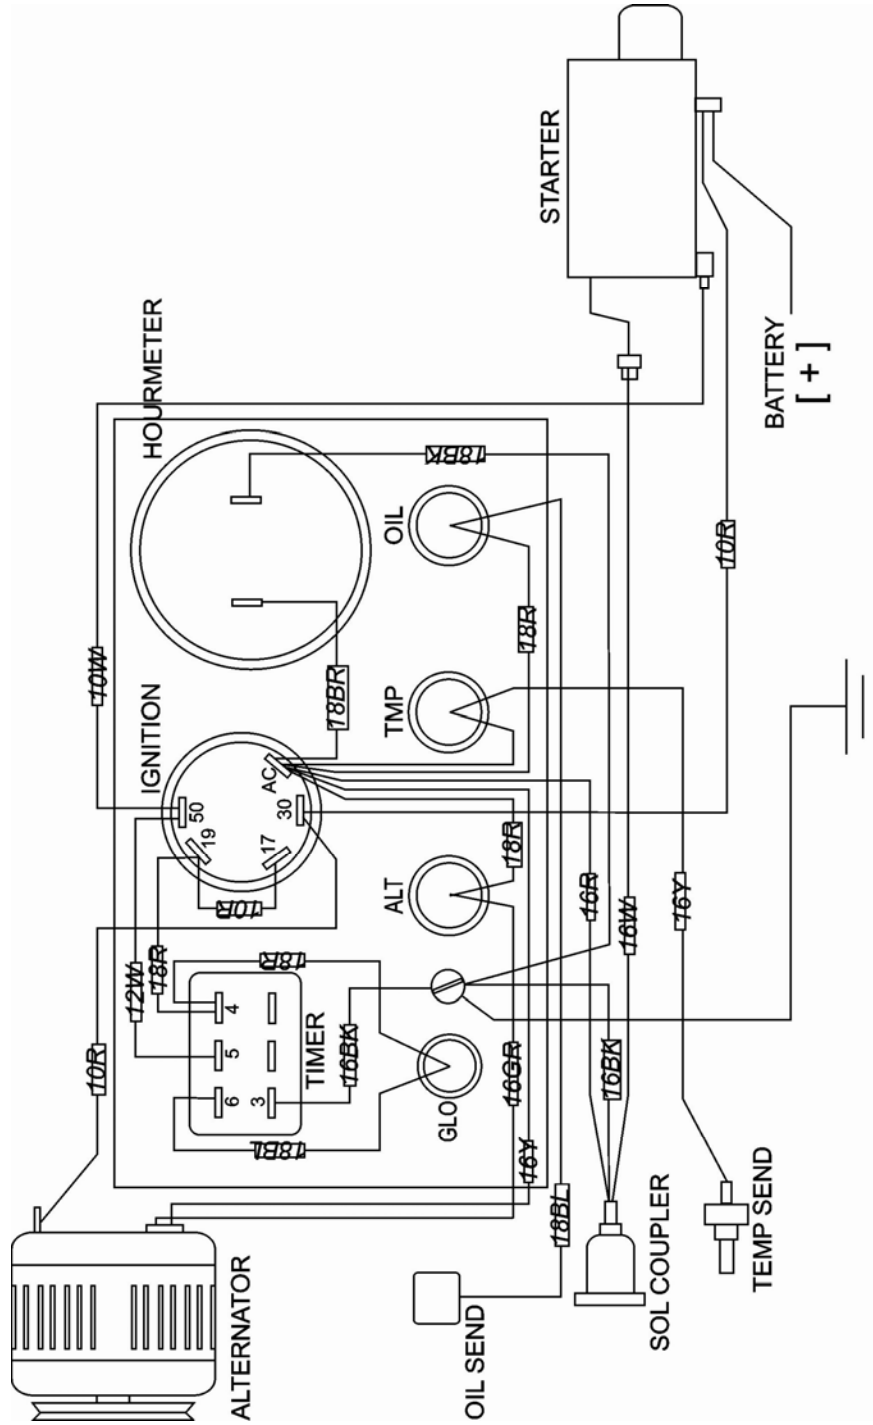 STARTER
BATTERY
[ + ]
HOURMETER
18BK
OIL
10R
18R
10W
18BR
TMP
IGNITION
AC
50
30
19
17
18R
ALT
10R
16R
16W
16Y
12W
18R
18R
4
5
6
3
TIMER
16BK
10R
GLO
16GR
16BK
18BL
16Y
18BL
ALTERNATOR
OIL SEND
SOL COUPLER
TEMP SEND